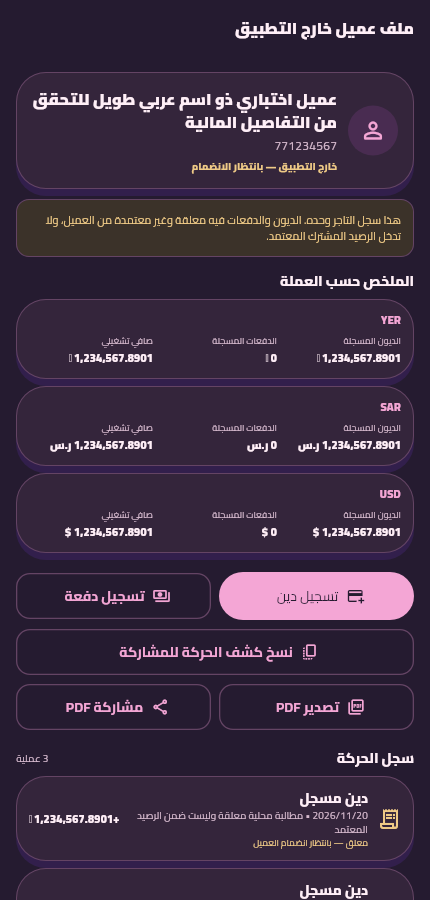 ملف عميل خارج التطبيق
عميل اختباري ذو اسم عربي طويل للتحقق
من التفاصيل المالية
771234567
خارج التطبيق — بانتظار الانضمام
هذا سجل التاجر وحده. الديون والدفعات فيه معلقة وغير معتمدة من العميل، ولا
تدخل الرصيد المشترك المعتمد.
الملخص حسب العملة
YER
الديون المسجلة الدفعات المسجلة صافي تشغيلي
1,234,567.8901 0 1,234,567.8901
SAR
الديون المسجلة الدفعات المسجلة صافي تشغيلي
1,234,567.8901 ر.س 0 ر.س 1,234,567.8901 ر.س
USD
الديون المسجلة الدفعات المسجلة صافي تشغيلي
1,234,567.8901 $ 0 $ 1,234,567.8901 $
تسجيل دين تسجيل دفعة
نسخ كشف الحركة للمشاركة
تصدير PDF مشاركة PDF
سجل الحركة 3 عملية
دين مسجل
2026/11/20 • مطالبة محلية معلقة وليست ضمن الرصيد
المعتمد
+1,234,567.8901
معلق — بانتظار انضمام العميل
دين مسجل